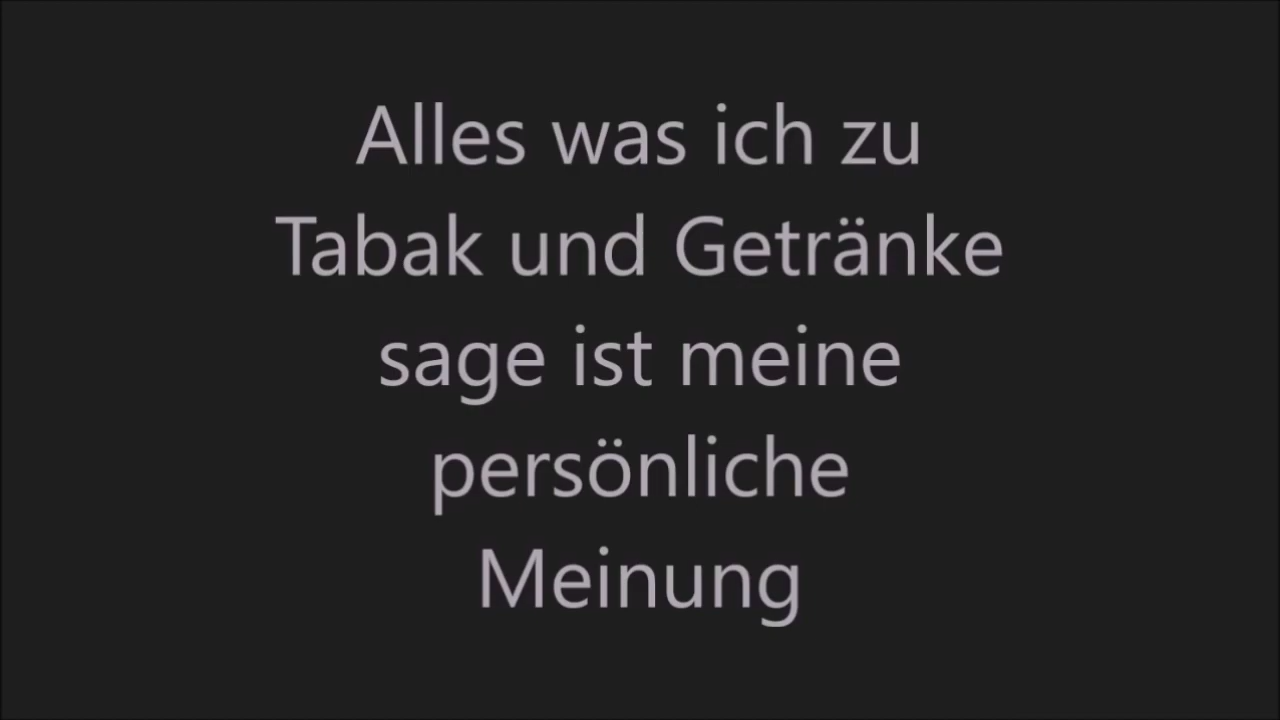 Alles was ich zu
Tabak und Getränke
sage ist meine
persönliche
Meinung